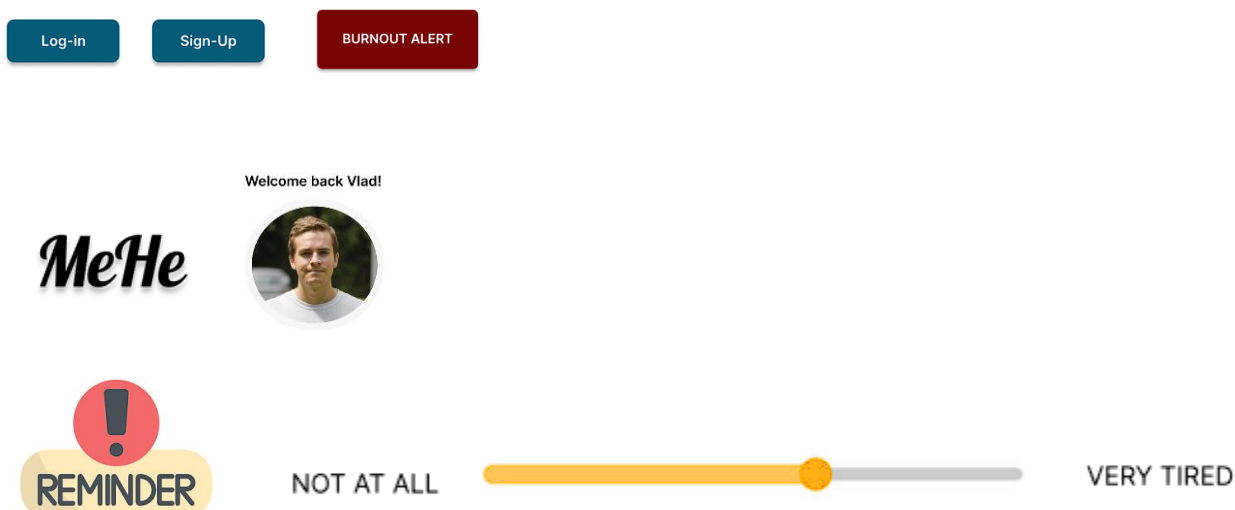 Log-in
Sign-Up
BURNOUT ALERT
Welcome back Vlad!
MeHe
REMINDER
NOT AT ALL
VERY TIRED